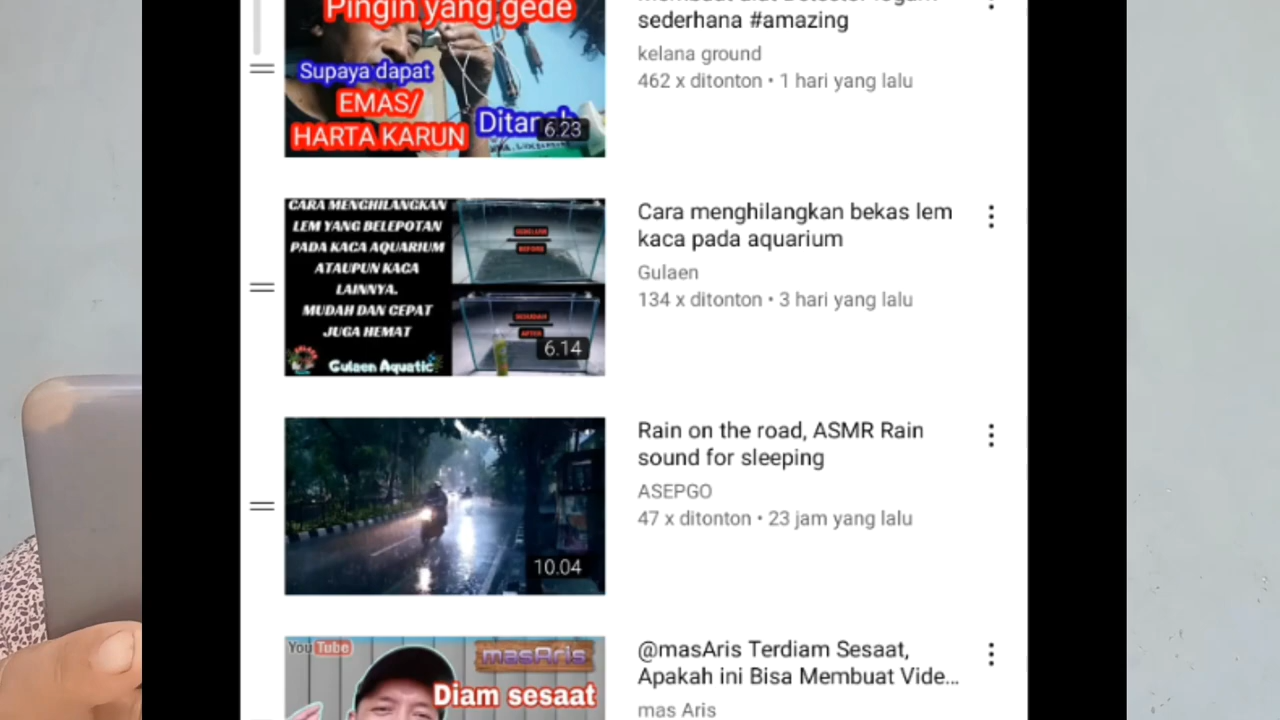 Pingin yang gede
Supaya dapat
EMAS/
HARTA KARUN
6.23
sederhana #amazing
kelana ground
462 x ditonton • 1 hari yang lalu
CARA MENGHILANGKAN
LEM YANG BELEPOTAN
PADA KACA AQUARIUM
ATAUPUN KACA
LAINNYA.
MUDAH DAN CEPAT
JUGA HEMAT
Gulaen Aquatic
SEBELUM
BEFORE
SESUDAH
AFTER
6.14
Cara menghilangkan bekas lem
kaca pada aquarium
Gulaen
134 x ditonton • 3 hari yang lalu
10.04
Rain on the road, ASMR Rain
sound for sleeping
ASEPGO
47 x ditonton • 23 jam yang lalu
YouTube
masAris
Diam sesaat
@masAris Terdiam Sesaat,
Apakah ini Bisa Membuat Vide...
mas Aris